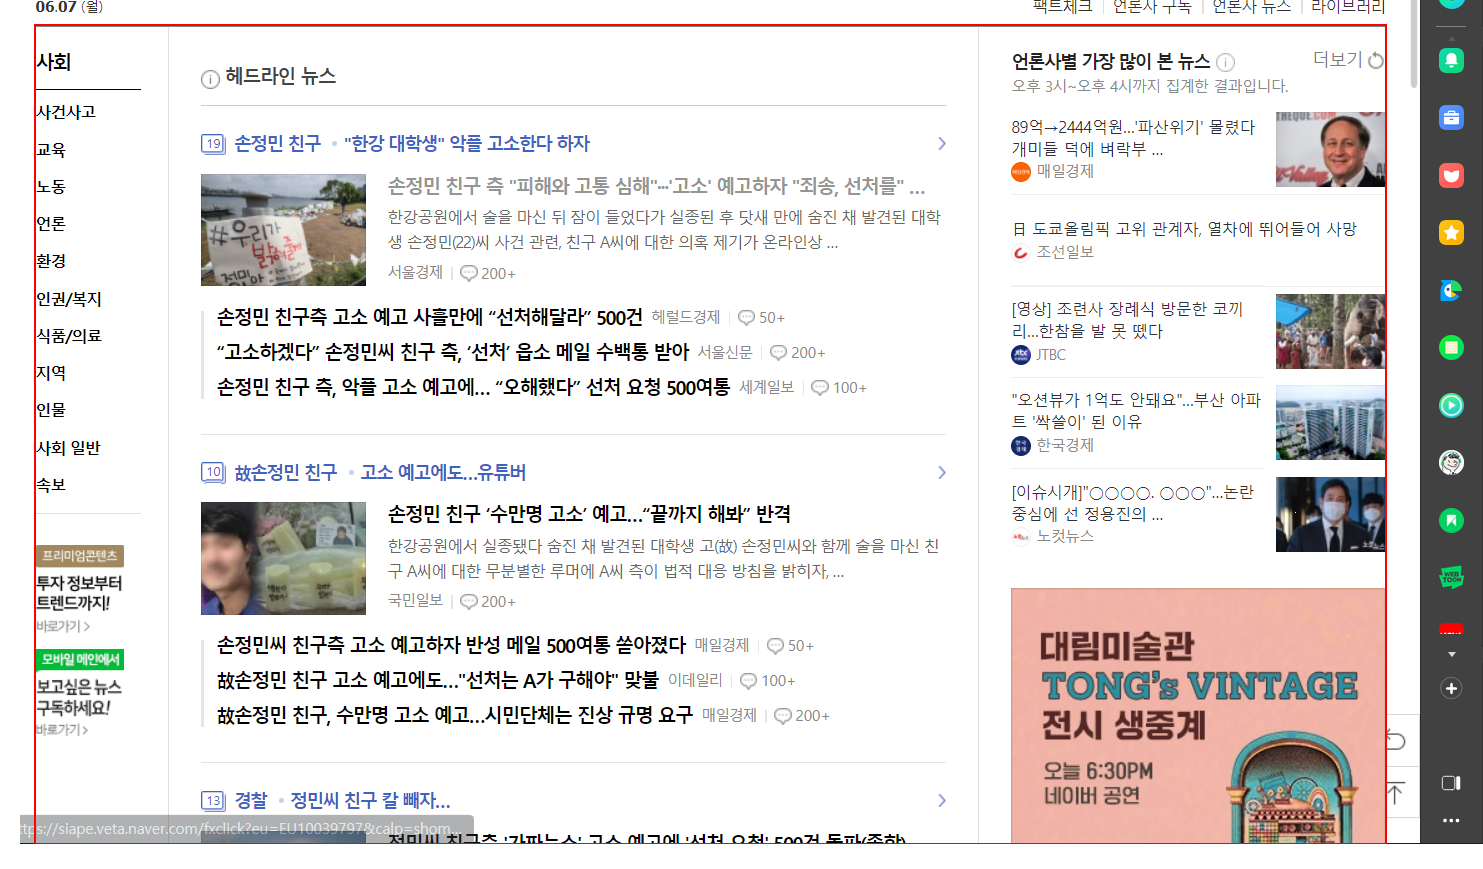 06.07 (월)
팩트체크 언론사 구독 언론사 뉴스 라이브러리
사회
사건사고
교육
노동
언론
환경
인권/복지
식품/의료
지역
인물
사회 일반
속보
프리미엄콘텐츠
투자 정보부터
트렌드까지!
바로가기 >
모바일 메인에서
보고싶은 뉴스
구독하세요!
바로가기 >
헤드라인 뉴스
19 손정민 친구 • "한강 대학생" 악플 고소한다 하자
손정민 친구 측 "피해와 고통 심해"…'고소' 예고하자 "죄송, 선처를" ...
한강공원에서 술을 마신 뒤 잠이 들었다가 실종된 후 닷새 만에 숨진 채 발견된 대학
생 손정민(22)씨 사건 관련, 친구 A씨에 대한 의혹 제기가 온라인상 ...
서울경제 200+
#우리가
손정민 친구측 고소 예고 사흘만에 “선처해달라” 500건 헤럴드경제 50+
“고소하겠다” 손정민씨 친구 측, ‘선처’ 읍소 메일 수백통 받아 서울신문 200+
손정민 친구 측, 악플 고소 예고에… “오해했다” 선처 요청 500여통 세계일보 100+
10 故손정민 친구 • 고소 예고에도…유튜버
손정민 친구 ‘수만명 고소’ 예고…“끝까지 해봐” 반격
한강공원에서 실종됐다 숨진 채 발견된 대학생 고(故) 손정민씨와 함께 술을 마신 친
구 A씨에 대한 무분별한 루머에 A씨 측이 법적 대응 방침을 밝히자, ...
국민일보 200+
손정민씨 친구측 고소 예고하자 반성 메일 500여통 쏟아졌다 매일경제 50+
故손정민 친구 고소 예고에도…"선처는 A가 구해야" 맞불 이데일리 100+
故손정민 친구, 수만명 고소 예고…시민단체는 진상 규명 요구 매일경제 200+
13 경찰 • 정민씨 친구 칼 빼자…
정민씨 친구측 '가짜뉴스' 고소 예고에 '선처 요청' 500건 돌파(종합)
ttps://siape.veta.naver.com/fxclick?eu=EU10039797&calp=shom...
언론사별 가장 많이 본 뉴스 더보기
오후 3시~오후 4시까지 집계한 결과입니다.
89억→2444억원…'파산위기' 몰렸다
개미들 덕에 벼락부 ...
매일경제
THEQUE.COM
日 도쿄올림픽 고위 관계자, 열차에 뛰어들어 사망
조선일보
[영상] 조련사 장례식 방문한 코끼
리…한참을 발 못 뗐다
JTBC
"오션뷰가 1억도 안돼요"…부산 아파
트 '싹쓸이' 된 이유
한국경제
[이슈시개]"○○○○. ○○○"…논란
중심에 선 정용진의 ...
노컷뉴스
대림미술관
TONG's VINTAGE
전시 생중계
오늘 6:30PM
네이버 공연
WEB
TOON